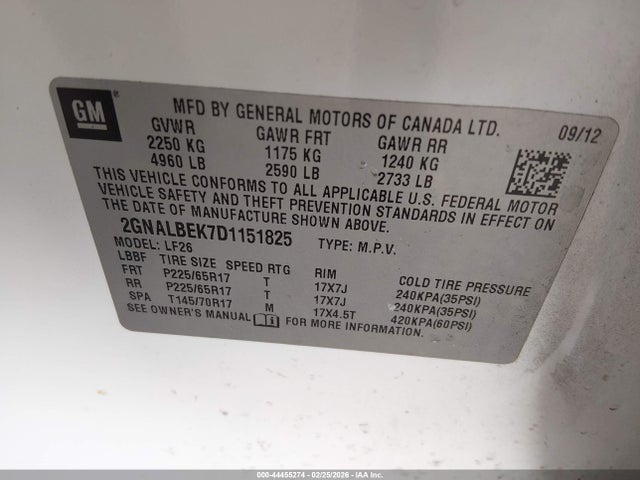 GM®
MFD BY GENERAL MOTORS OF CANADA LTD. 09/12
GVWR GAWR FRT GAWR RR
2250 KG 1175 KG 1240 KG
4960 LB 2590 LB 2733 LB
THIS VEHICLE CONFORMS TO ALL APPLICABLE U.S. FEDERAL MOTOR
VEHICLE SAFETY AND THEFT PREVENTION STANDARDS IN EFFECT ON
THE DATE OF MANUFACTURE SHOWN ABOVE.
2GNALBEK7D1151825 TYPE: M.P.V.
MODEL: LF26
LBBF TIRE SIZE SPEED RTG RIM COLD TIRE PRESSURE
FRT P225/65R17 T 17X7J 240KPA(35PSI)
RR P225/65R17 T 17X7J 240KPA(35PSI)
SPA T145/70R17 M 17X4.5T 420KPA(60PSI)
SEE OWNER'S MANUAL FOR MORE INFORMATION.
000-44455274 - 02/25/2026 - IAA Inc.